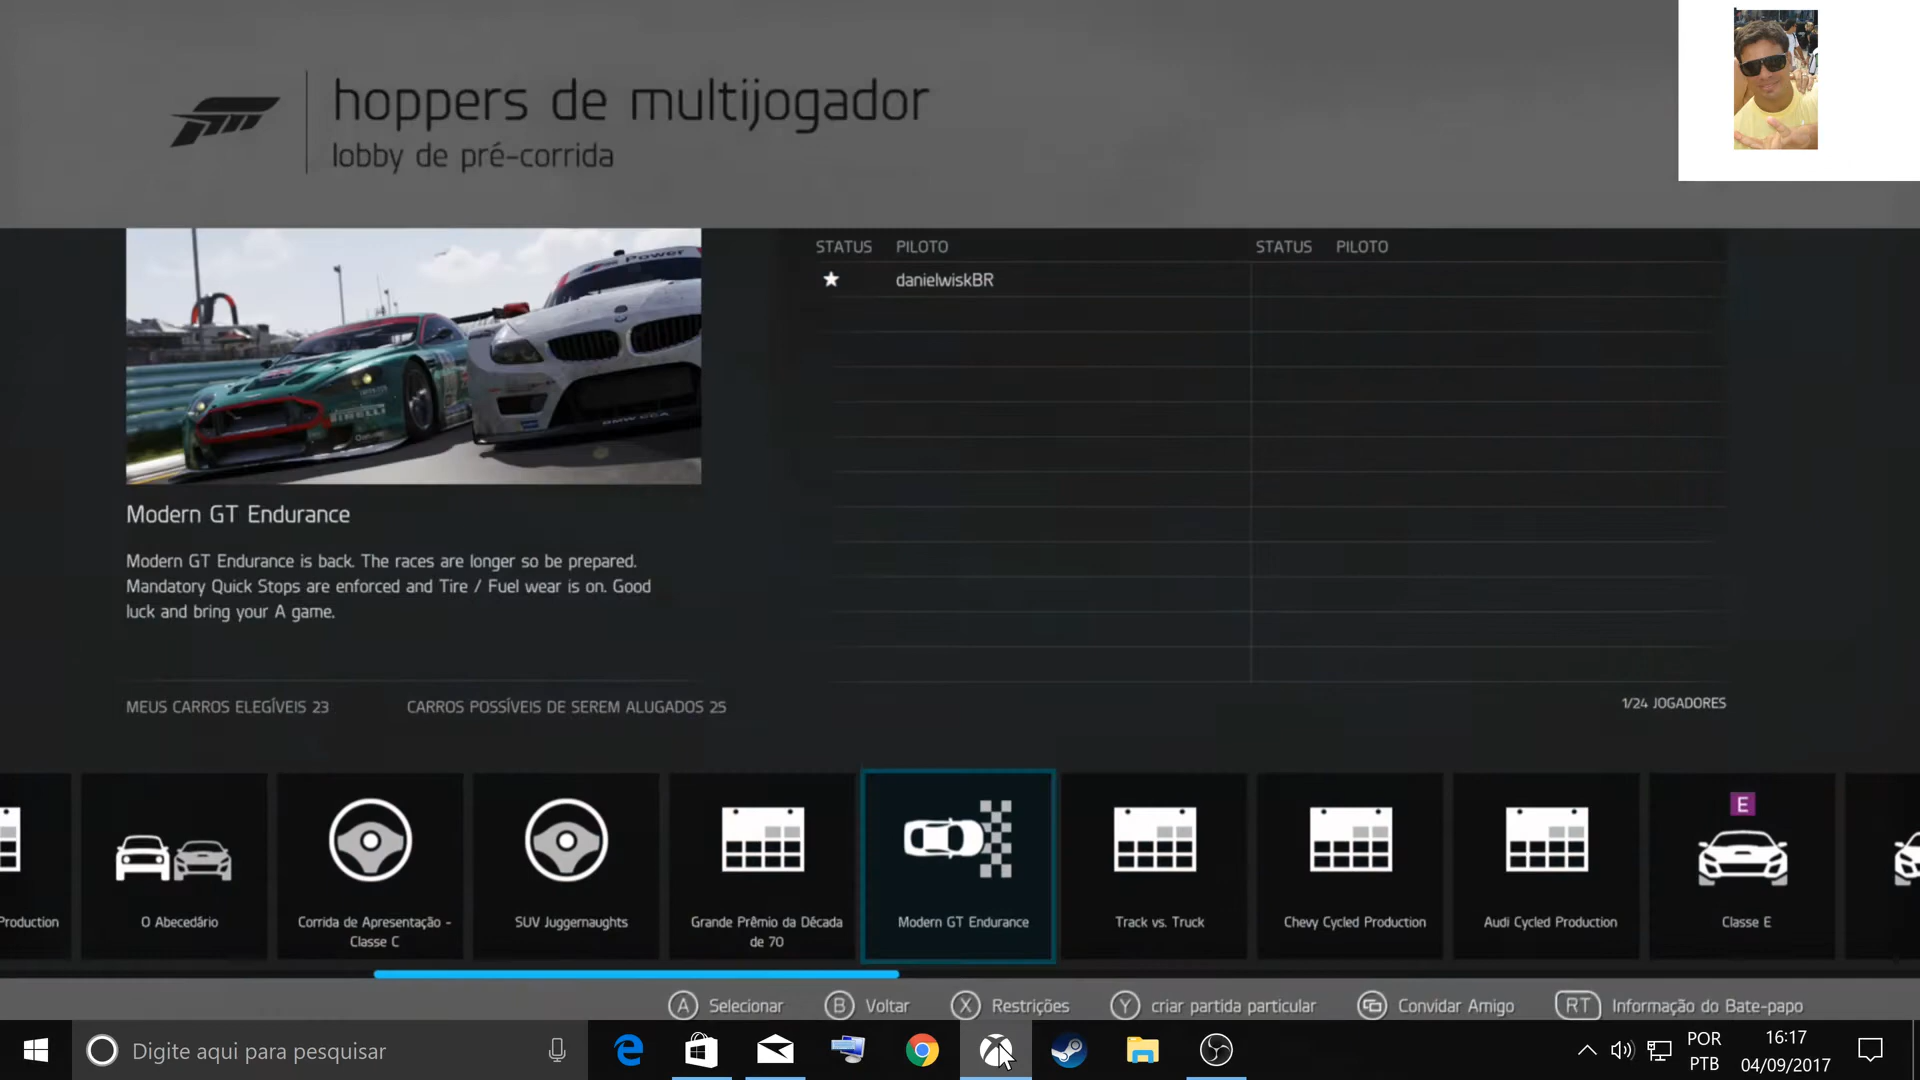 hoppers de multijogador
lobby de pré-corrida
STATUS PILOTO STATUS PILOTO
danielwiskBR
Power
PIRELLI
Modern GT Endurance
Modern GT Endurance is back. The races are longer so be prepared.
Mandatory Quick Stops are enforced and Tire / Fuel wear is on. Good
luck and bring your A game.
MEUS CARROS ELEGÍVEIS 23 CARROS POSSÍVEIS DE SEREM ALUGADOS 25
1/24 JOGADORES
E
Production
O Abecedário
Corrida de Apresentação -
Classe C
SUV Juggernaughts
Grande Prêmio da Década
de 70
Modern GT Endurance
Track vs. Truck
Chevy Cycled Production
Audi Cycled Production
Classe E
A Selecionar B Voltar X Restrições Y criar partida particular Convidar Amigo RT Informação do Bate-papo
Digite aqui para pesquisar
POR
PTB
16:17
04/09/2017